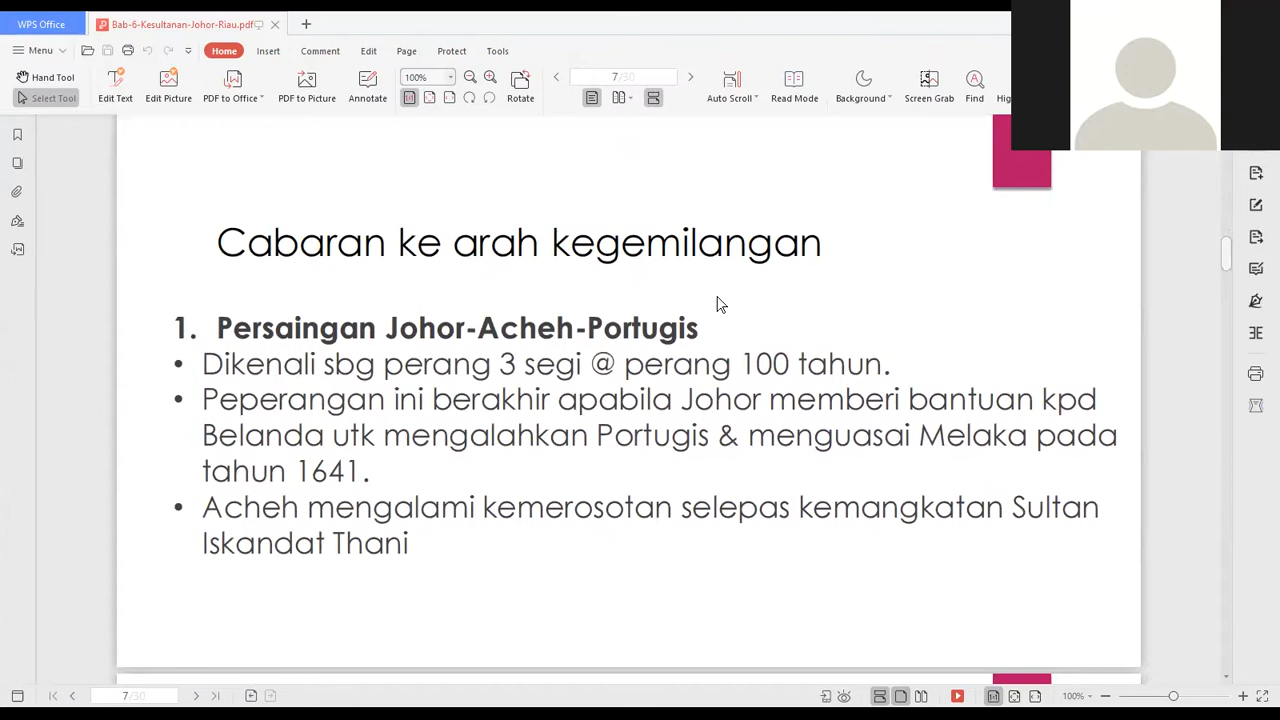 WPS Office
Bab-6-Kesultanan-Johor-Riau.pdf
Menu
Home Insert Comment Edit Page Protect Tools
Hand Tool
Select Tool
Edit Text
Edit Picture
PDF to Office
PDF to Picture
Annotate
100%
Rotate
7/30
Auto Scroll
Read Mode
Background
Screen Grab
Find
Cabaran ke arah kegemilangan
1. Persaingan Johor-Acheh-Portugis
• Dikenali sbg perang 3 segi @ perang 100 tahun.
• Peperangan ini berakhir apabila Johor memberi bantuan kpd
Belanda utk mengalahkan Portugis & menguasai Melaka pada
tahun 1641.
• Acheh mengalami kemerosotan selepas kemangkatan Sultan
Iskandat Thani
7/30
100%